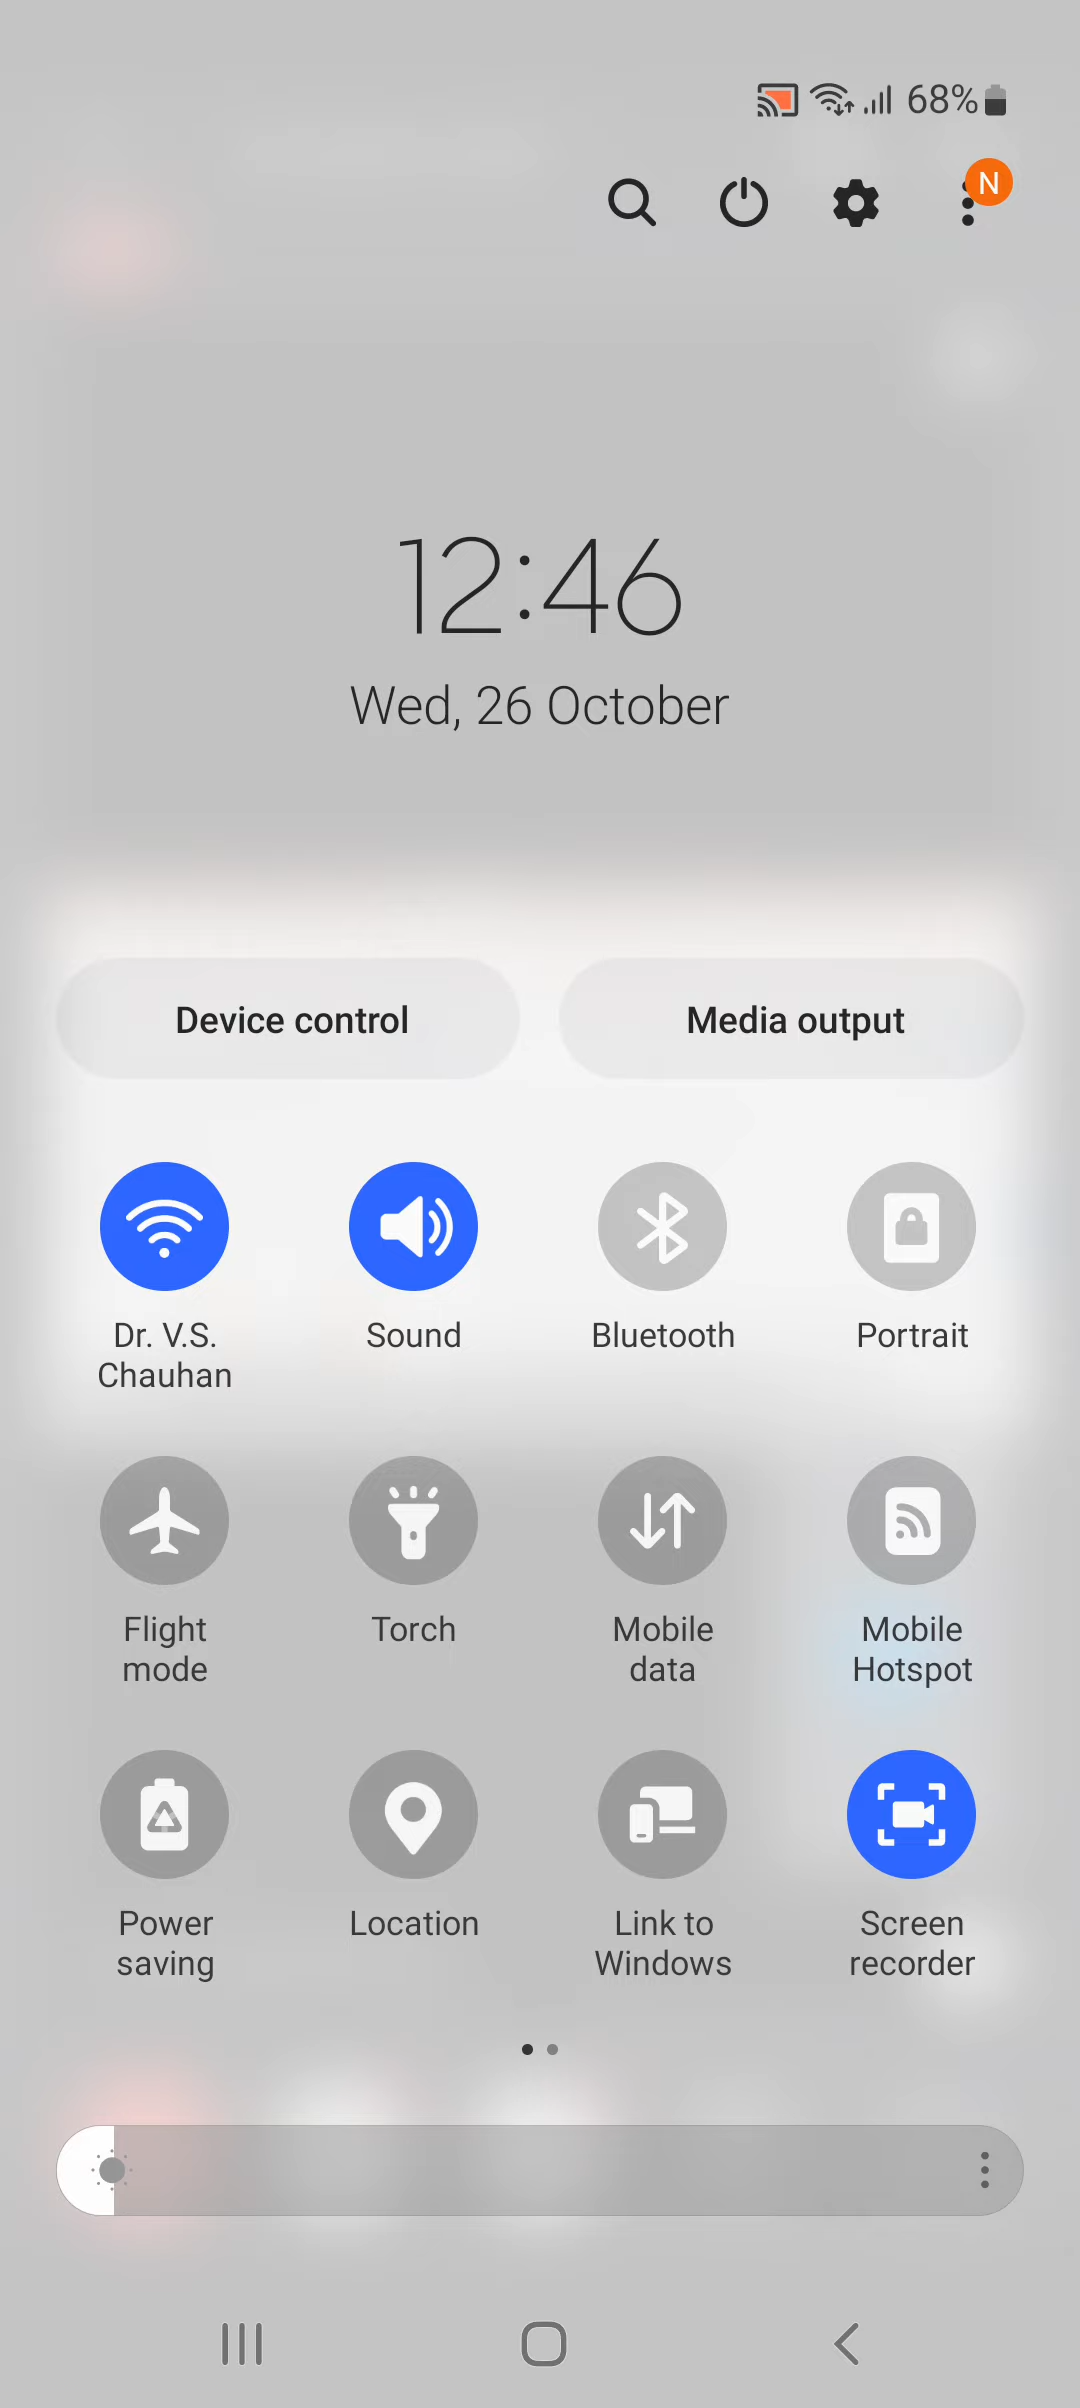 68%
N
12:46
Wed, 26 October
Device control
Media output
Dr. V.S.
Chauhan
Sound
Bluetooth
Portrait
Flight
mode
Torch
Mobile
data
Mobile
Hotspot
Power
saving
Location
Link to
Windows
Screen
recorder